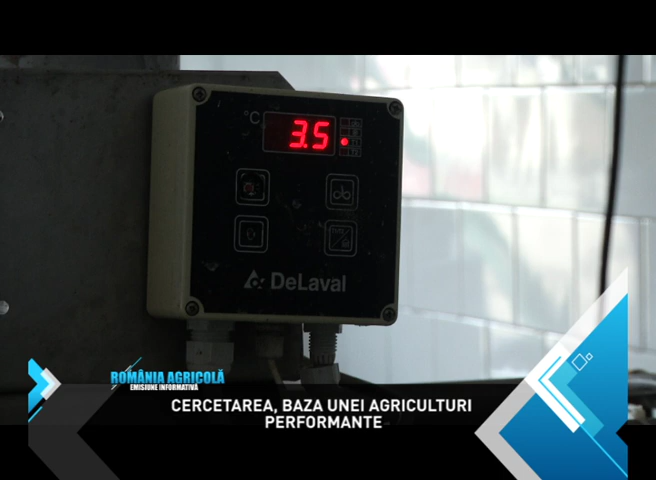 °C
3.5
DeLaval
ROMÂNIA AGRICOLĂ
EMISIUNE INFORMATIVĂ
CERCETAREA, BAZA UNEI AGRICULTURI
PERFORMANTE